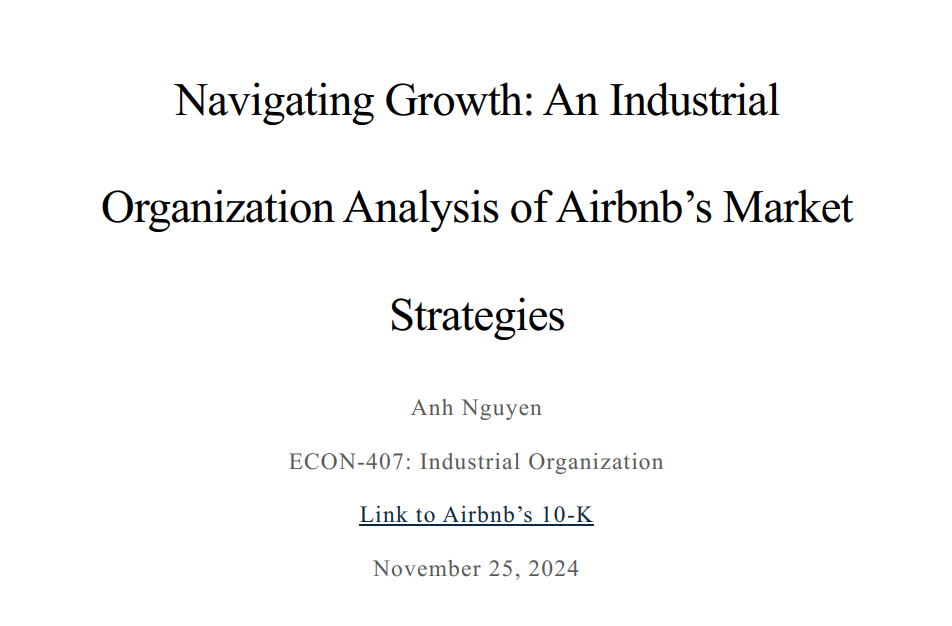 Navigating Growth: An Industrial
Organization Analysis of Airbnb’s Market
Strategies
Anh Nguyen
ECON-407: Industrial Organization
Link to Airbnb’s 10-K
November 25, 2024